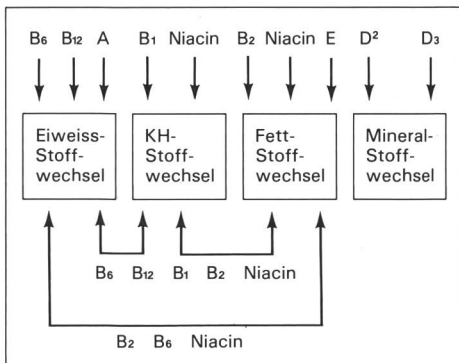 B6 B12 A B1 Niacin B2 Niacin E D² D3
Eiweiss-
Stoff-
wechsel
KH-
Stoff-
wechsel
Fett-
Stoff-
wechsel
Mineral-
Stoff-
wechsel
B6 B12 B1 B2 Niacin
B2 B6 Niacin